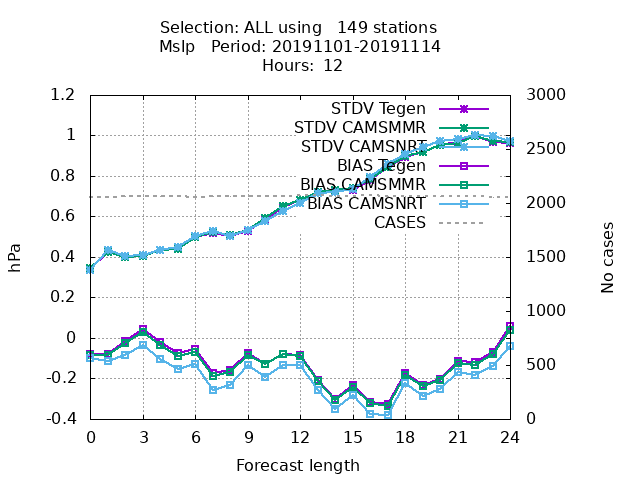 Selection: ALL using   149 stations
Mslp   Period: 20191101-20191114
Hours:  12
1.2
1
0.8
0.6
0.4
0.2
0
-0.2
-0.4
hPa
STDV Tegen
STDV CAMSMMR
STDV CAMSNRT
BIAS Tegen
BIAS CAMSMMR
BIAS CAMSNRT
CASES
3000
2500
2000
1500
1000
500
0
No cases
0 3 6 9 12 15 18 21 24
Forecast length